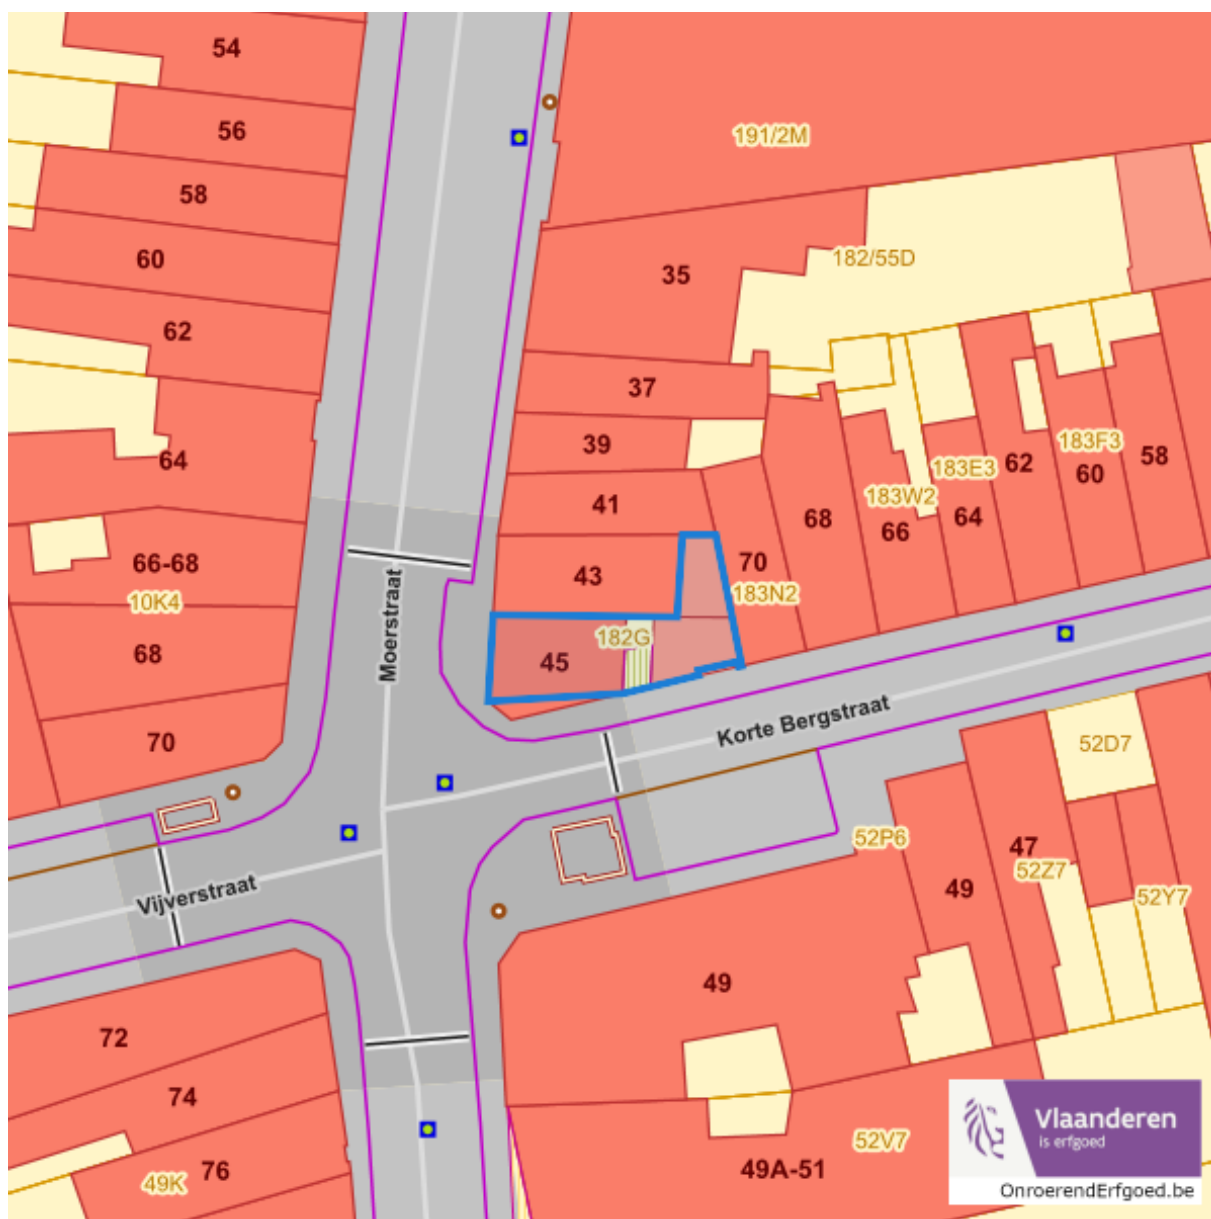 54
56
191/2M
58
60
182/55D
35
62
37
39
64
183F3
58
62
60
183E3
183W2
41
68
64
66
66-68
43
70
183N2
10K4
Moerstraat
182G
68
45
Korte Bergstraat
70
52D7
52P6
47
52Z7
49
52Y7
Vijverstraat
49
72
74
Vlaanderen
is erfgoed
52V7
76
49A-51
49K
OnroerendErfgoed.be